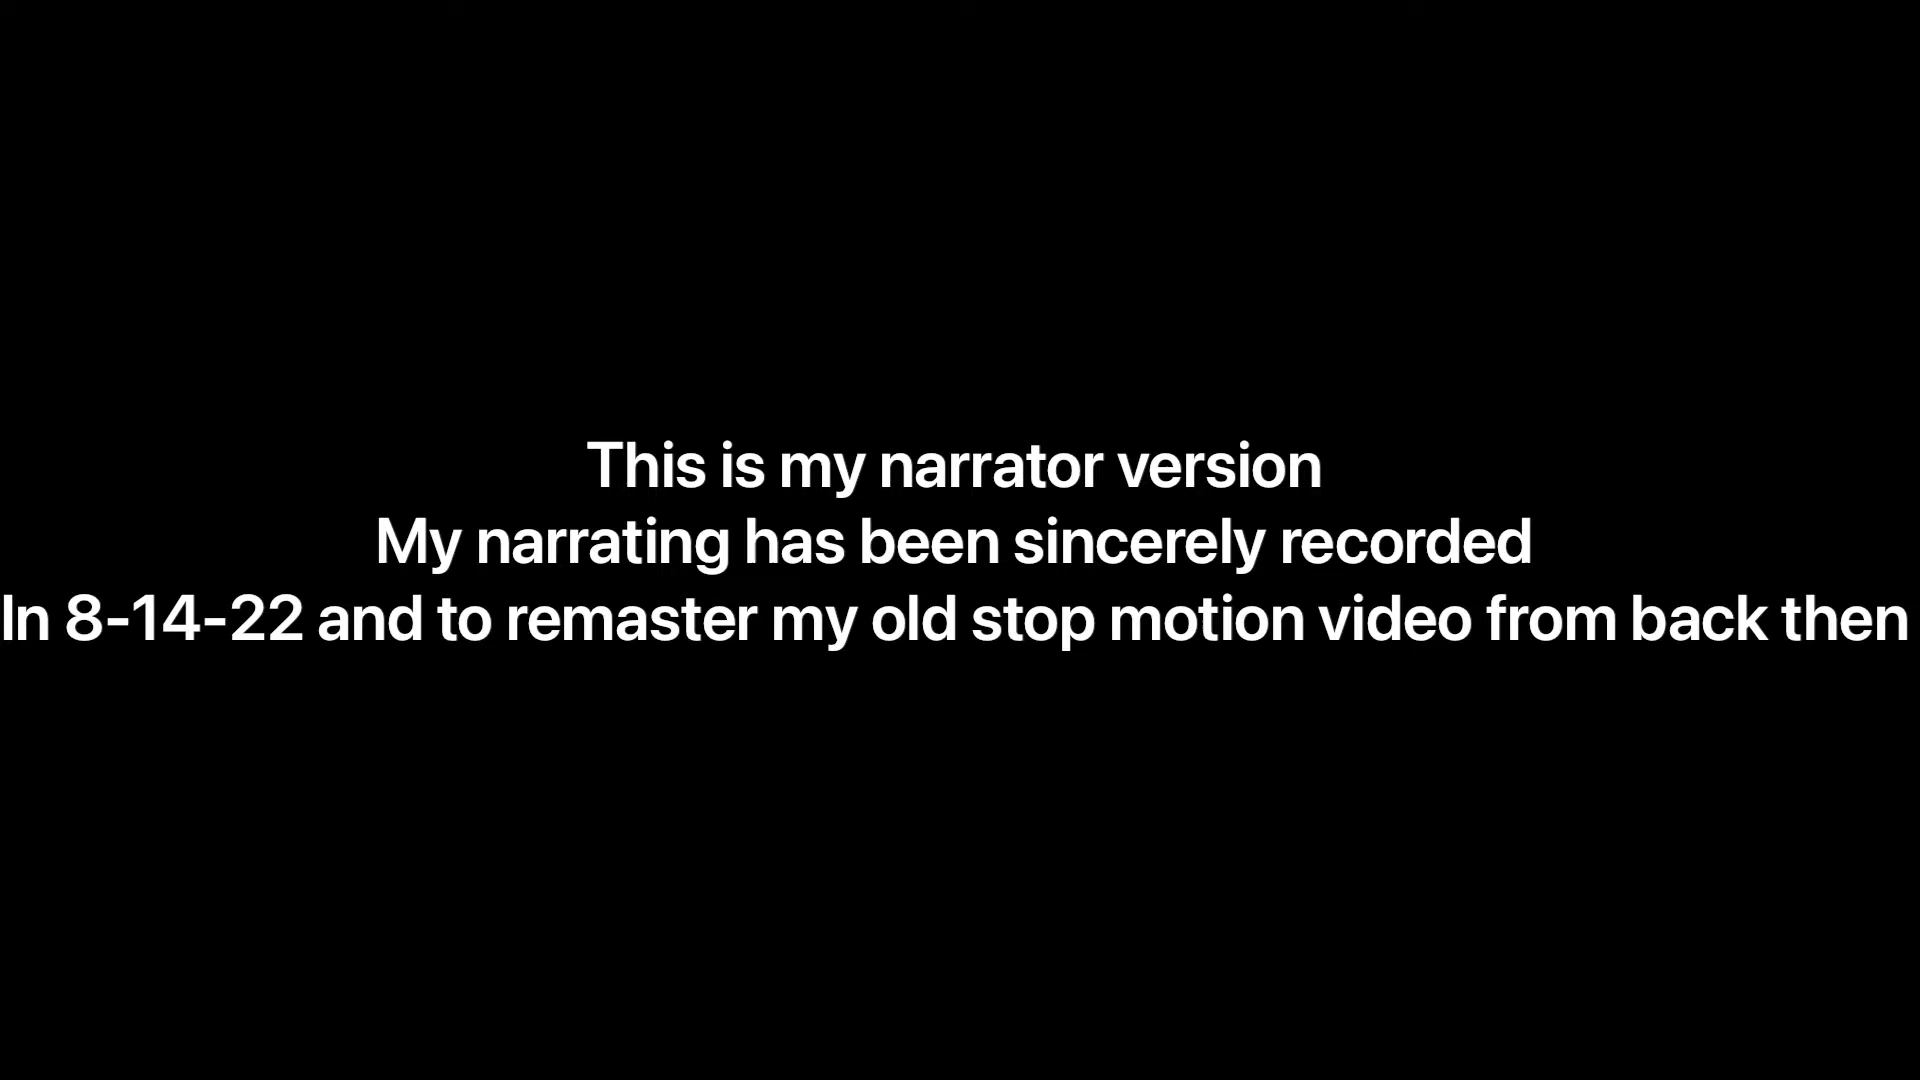 This is my narrator version
My narrating has been sincerely recorded
In 8-14-22 and to remaster my old stop motion video from back then